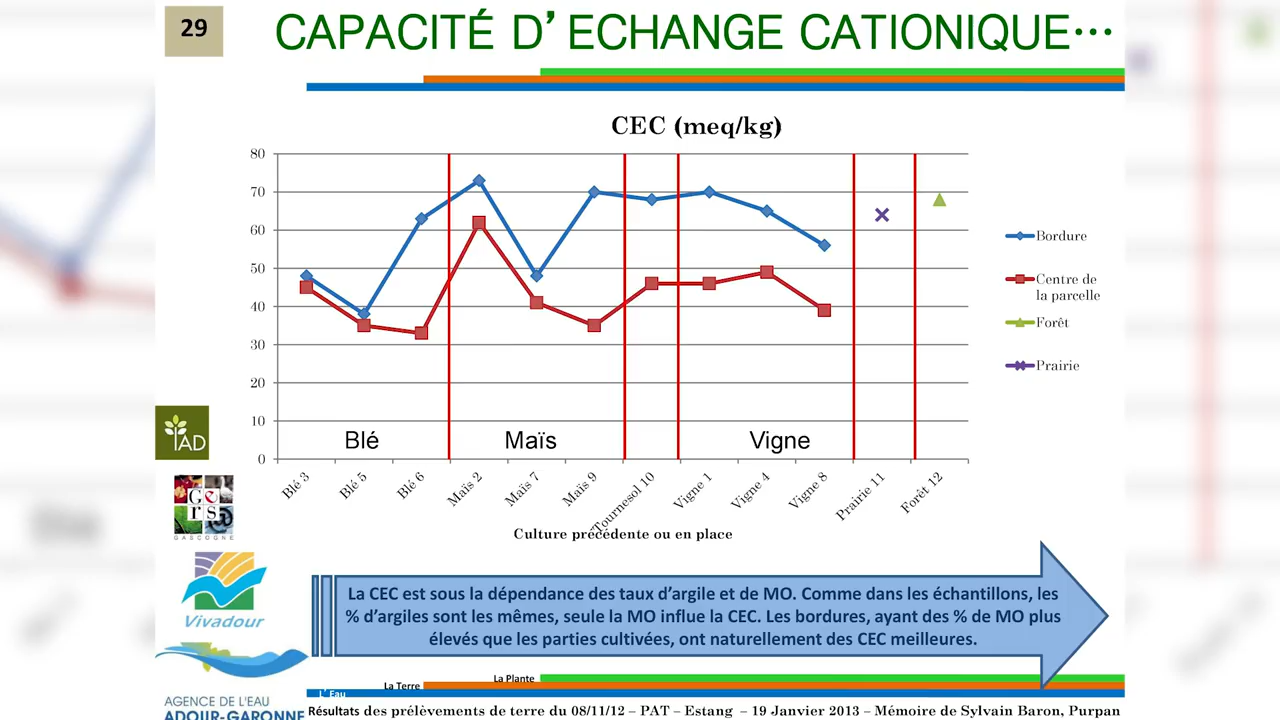 29
CAPACITÉ D’ ECHANGE CATIONIQUE…
CEC (meq/kg)
80
70
60
50
40
30
20
10
0
Blé
Maïs
Vigne
Blé 3
Blé 5
Blé 6
Maïs 2
Maïs 7
Maïs 9
Tournesol 10
Vigne 1
Vigne 4
Vigne 8
Prairie 11
Forêt 12
Culture précédente ou en place
Bordure
Centre de
la parcelle
Forêt
Prairie
IAD
Gers
GASCOGNE
Vivadour
AGENCE DE L'EAU
ADOUR-GARONNE
La CEC est sous la dépendance des taux d’argile et de MO. Comme dans les échantillons, les
% d’argiles sont les mêmes, seule la MO influe la CEC. Les bordures, ayant des % de MO plus
élevés que les parties cultivées, ont naturellement des CEC meilleures.
La Plante
La Terre
L’ Eau
Résultats des prélèvements de terre du 08/11/12 – PAT – Estang – 19 Janvier 2013 – Mémoire de Sylvain Baron, Purpan